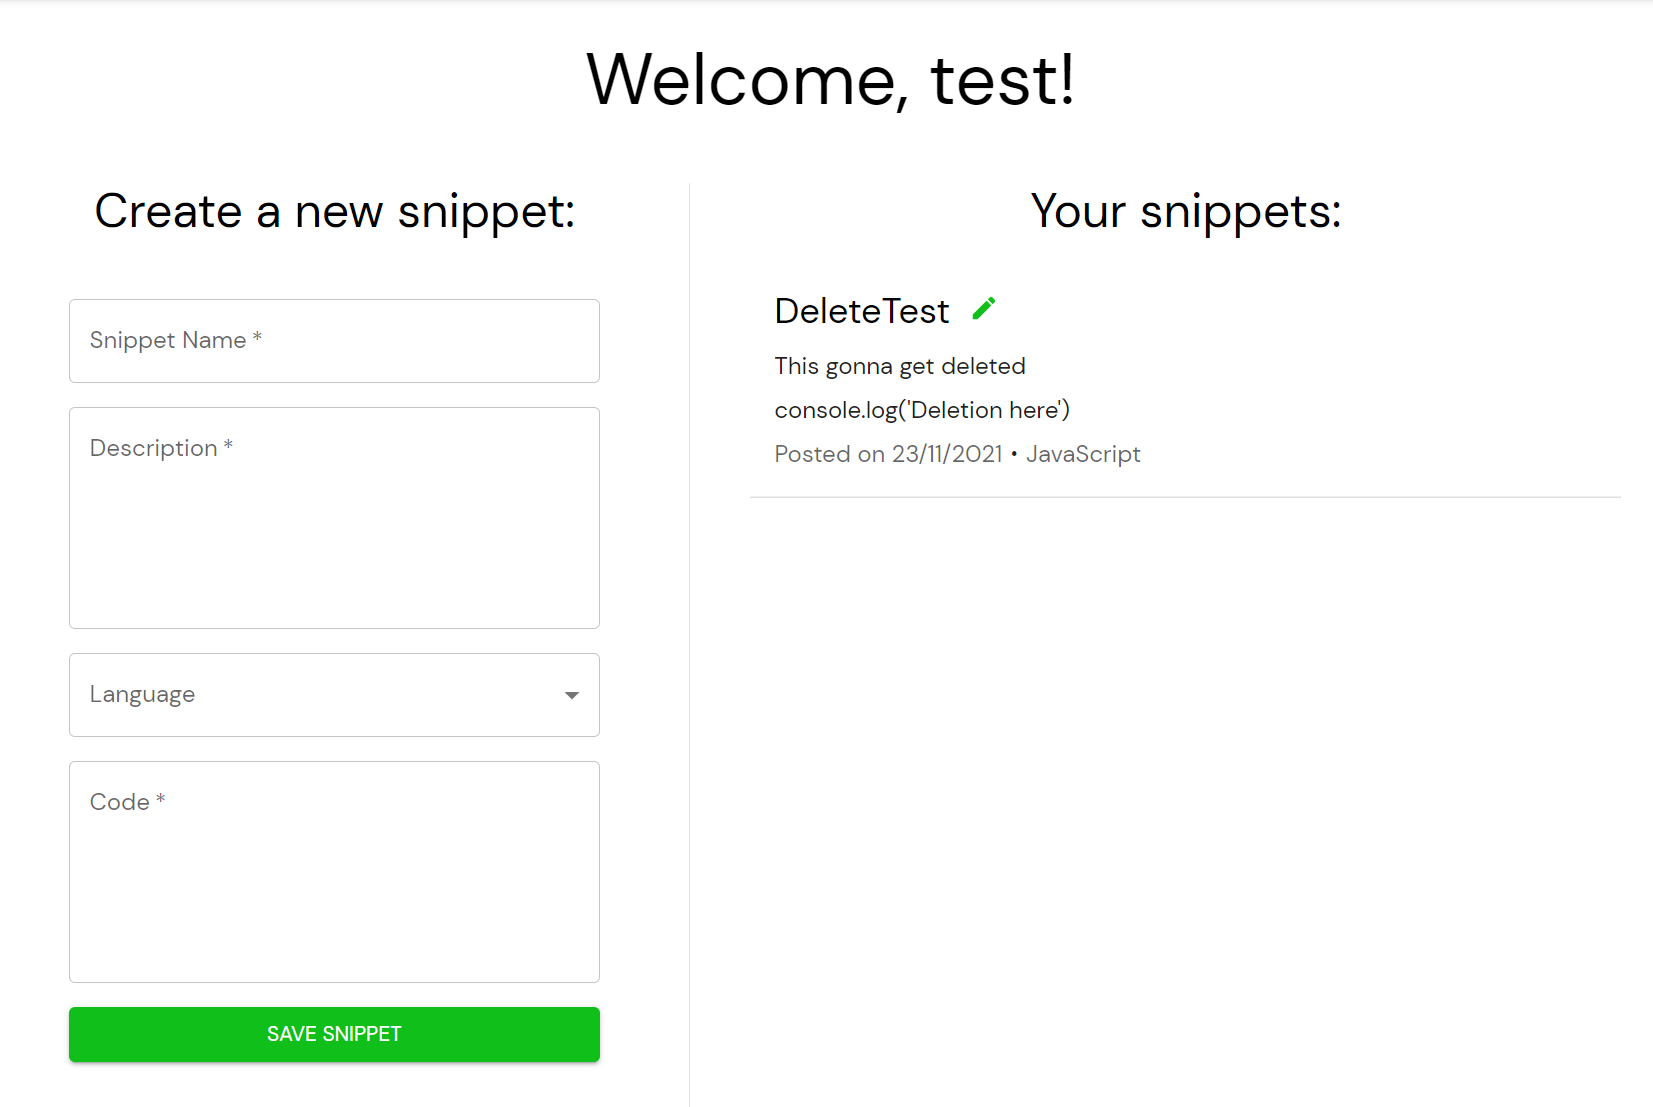 Welcome, test!
Create a new snippet:
Snippet Name *
Description *
Language
Code *
SAVE SNIPPET
Your snippets:
DeleteTest
This gonna get deleted
console.log('Deletion here')
Posted on 23/11/2021 • JavaScript